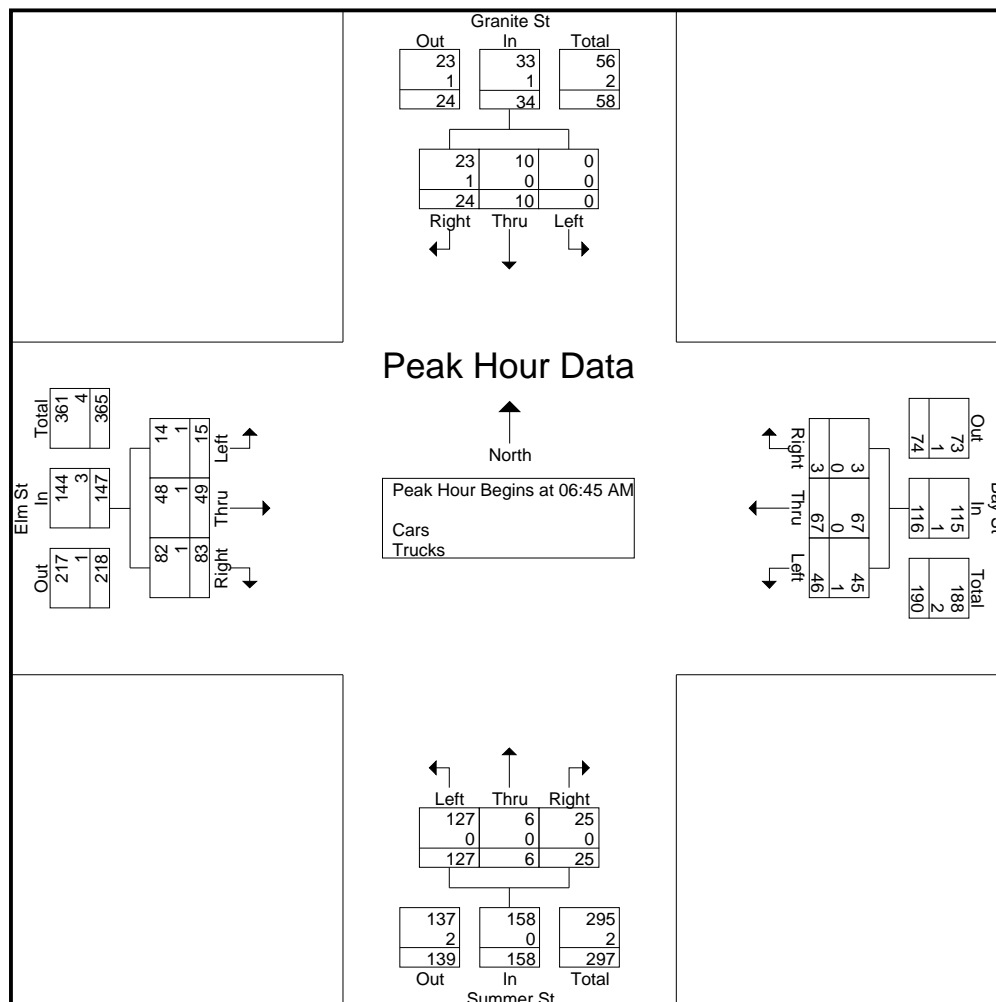 Granite St
Out In Total
23 33 56
1 1 2
24 34 58
23 10 0
1 0 0
24 10 0
Right Thru Left
Peak Hour Data
North
Peak Hour Begins at 06:45 AM
Cars
Trucks
Elm St
Total In Out
361 144 217
4 3 1
365 147 218
14 48 82
1 1 1
15 49 83
Left Thru Right
Bay St
Out In Total
73 115 188
1 1 2
74 116 190
3 67 45
0 0 1
3 67 46
Right Thru Left
Left Thru Right
127 6 25
0 0 0
127 6 25
137 158 295
2 0 2
139 158 297
Out In Total
Summer St